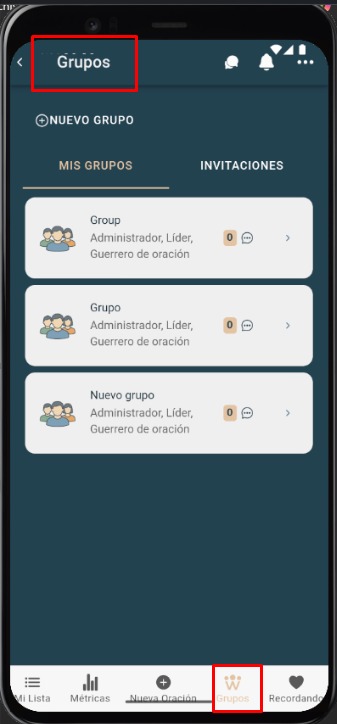 Grupos
NUEVO GRUPO
MIS GRUPOS
INVITACIONES
Group
Administrador, Líder,
Guerrero de oración
0
Grupo
Administrador, Líder,
Guerrero de oración
0
Nuevo grupo
Administrador, Líder,
Guerrero de oración
0
Mi Lista
Métricas
Nueva Oración
Grupos
Recordando